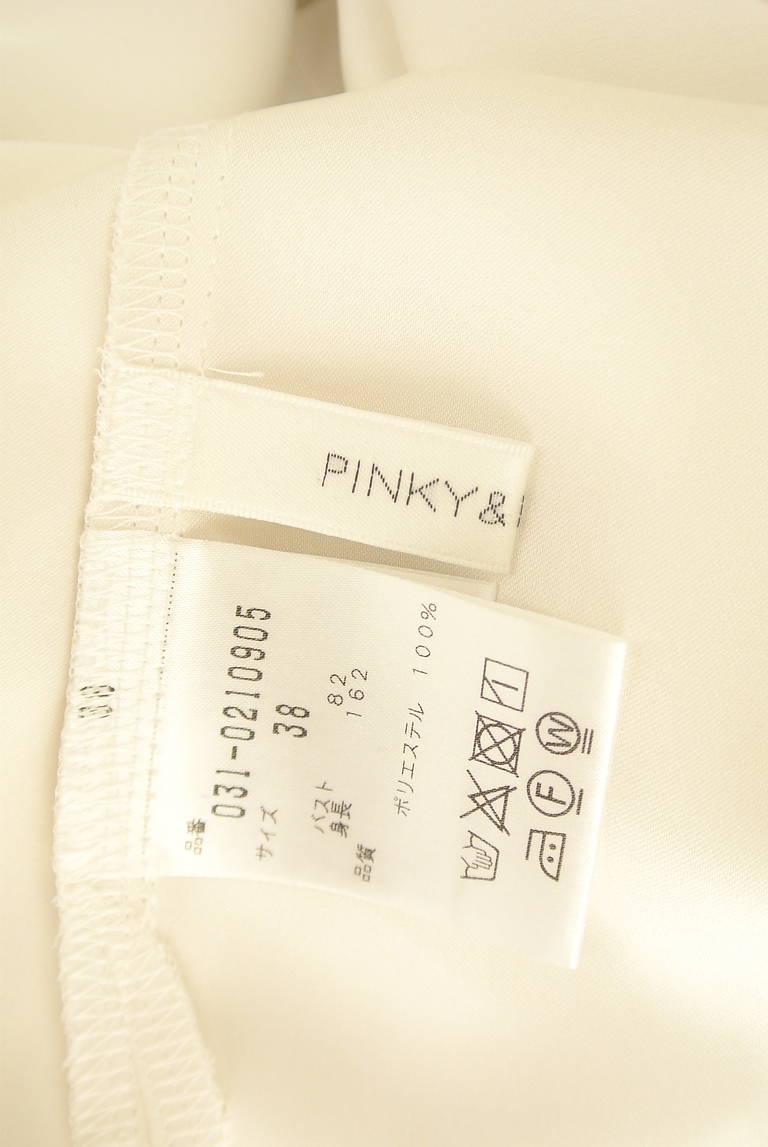 PINKY&
品番 031-0210905
サイズ 38
バスト 82
身長 162
品質
ポリエステル 100%
W
F
38